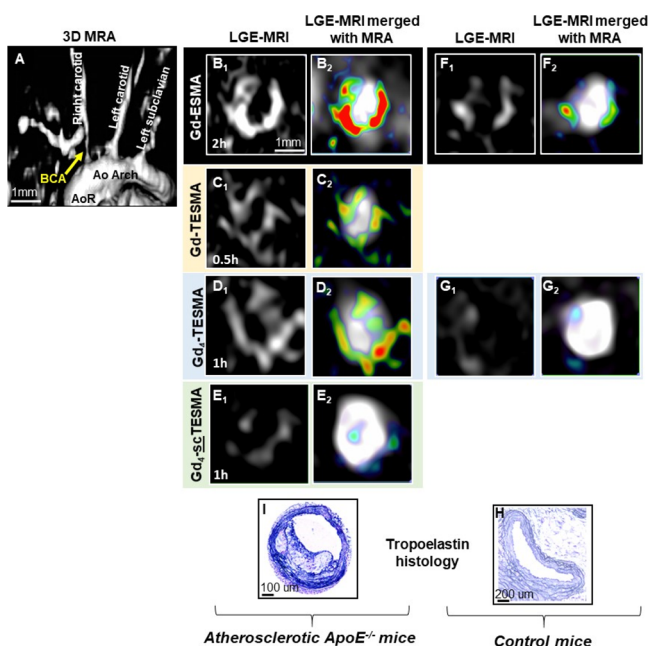 3D MRA
LGE-MRI
LGE-MRI merged
with MRA
LGE-MRI
LGE-MRI merged
with MRA
A
Right carotid
Left carotid
Left subclavian
BCA
Ao Arch
AoR
1mm
Gd-ESMA
B1
2h
1mm
B2
F1
F2
Gd-TESMA
C1
0.5h
C2
Gd4-TESMA
D1
1h
D2
G1
G2
Gd4-scTESMA
E1
1h
E2
I
100 um
Tropoelastin
histology
H
200 um
Atherosclerotic ApoE-/- mice
Control mice